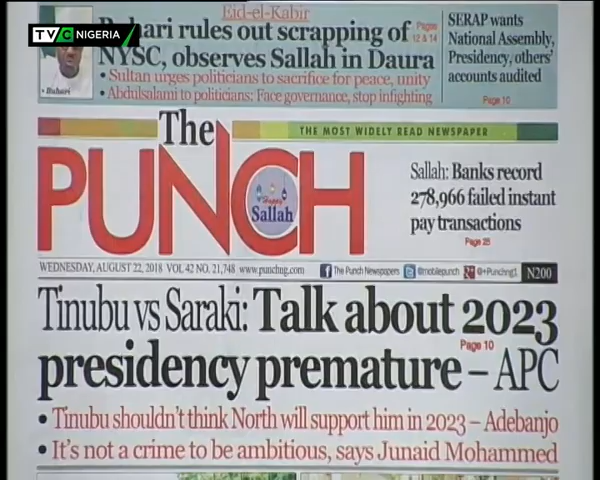 TVC NIGERIA
Eid-el-Kabir
Buhari rules out scrapping of
NYSC, observes Sallah in Daura
Pages
12 & 14
• Sultan urges politicians to sacrifice for peace, unity
• Abdulsalami to politicians: Face governance, stop infighting
• Buhari
SERAP wants
National Assembly,
Presidency, others'
accounts audited
Page 10
The
THE MOST WIDELY READ NEWSPAPER
PUNCH
Happy
Sallah
Sallah: Banks record
278,966 failed instant
pay transactions
Page 25
WEDNESDAY, AUGUST 22, 2018 VOL 42 NO. 21,748 www.punchng.com
The Punch Newspapers
@mobilepunch
@+Punchng1
N200
Tinubu vs Saraki: Talk about 2023
Page 10
presidency premature – APC
• Tinubu shouldn't think North will support him in 2023 – Adebanjo
• It's not a crime to be ambitious, says Junaid Mohammed